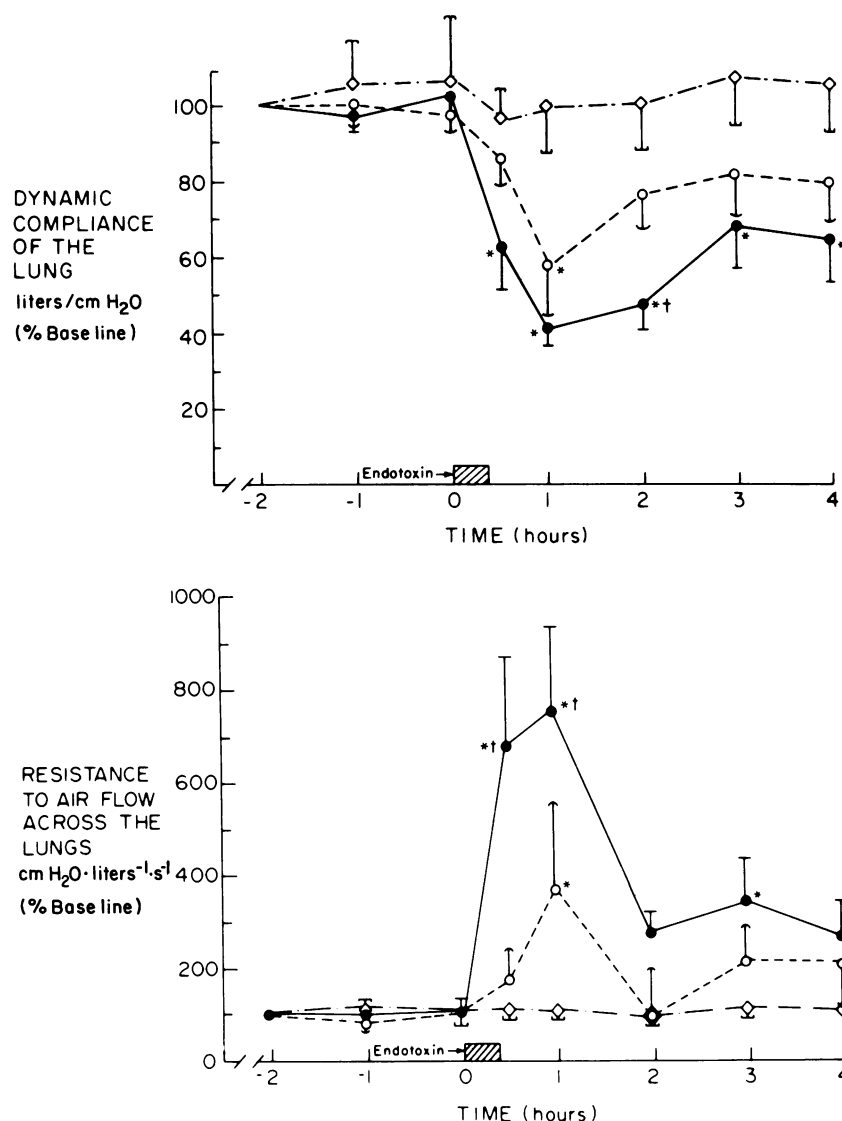 100
80
60
40
20
DYNAMIC
COMPLIANCE
OF THE
LUNG
liters/cm H₂O
(% Base line)
*
*
*
*†
*
*
Endotoxin→
-2 -1 0 1 2 3 4
TIME (hours)
1000
800
600
400
200
100
0
RESISTANCE
TO AIR FLOW
ACROSS THE
LUNGS
cm H₂O·liters⁻¹·s⁻¹
(% Base line)
*†
*†
*
*
Endotoxin→
-2 -1 0 1 2 3 4
TIME (hours)